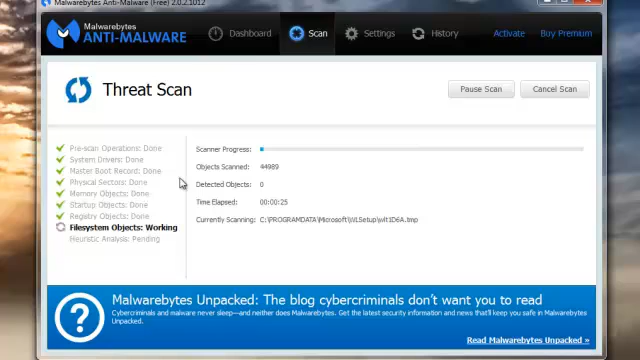 Malwarebytes Anti-Malware (Free) 2.0.2.1012
Malwarebytes
ANTI-MALWARE
Dashboard
Scan
Settings
History
Activate
Buy Premium
Threat Scan
Pause Scan
Cancel Scan
Pre-scan Operations: Done
System Drivers: Done
Master Boot Record: Done
Physical Sectors: Done
Memory Objects: Done
Startup Objects: Done
Registry Objects: Done
Filesystem Objects: Working
Heuristic Analysis: Pending
Scanner Progress:
Objects Scanned: 44989
Detected Objects: 0
Time Elapsed: 00:00:25
Currently Scanning: C:\PROGRAMDATA\Microsoft\WLSetup\wltID6A.tmp
Malwarebytes Unpacked: The blog cybercriminals don't want you to read
Cybercriminals and malware never sleep—and neither does Malwarebytes. Get the latest security information and news that'll keep you safe in Malwarebytes
Unpacked.
Read Malwarebytes Unpacked »